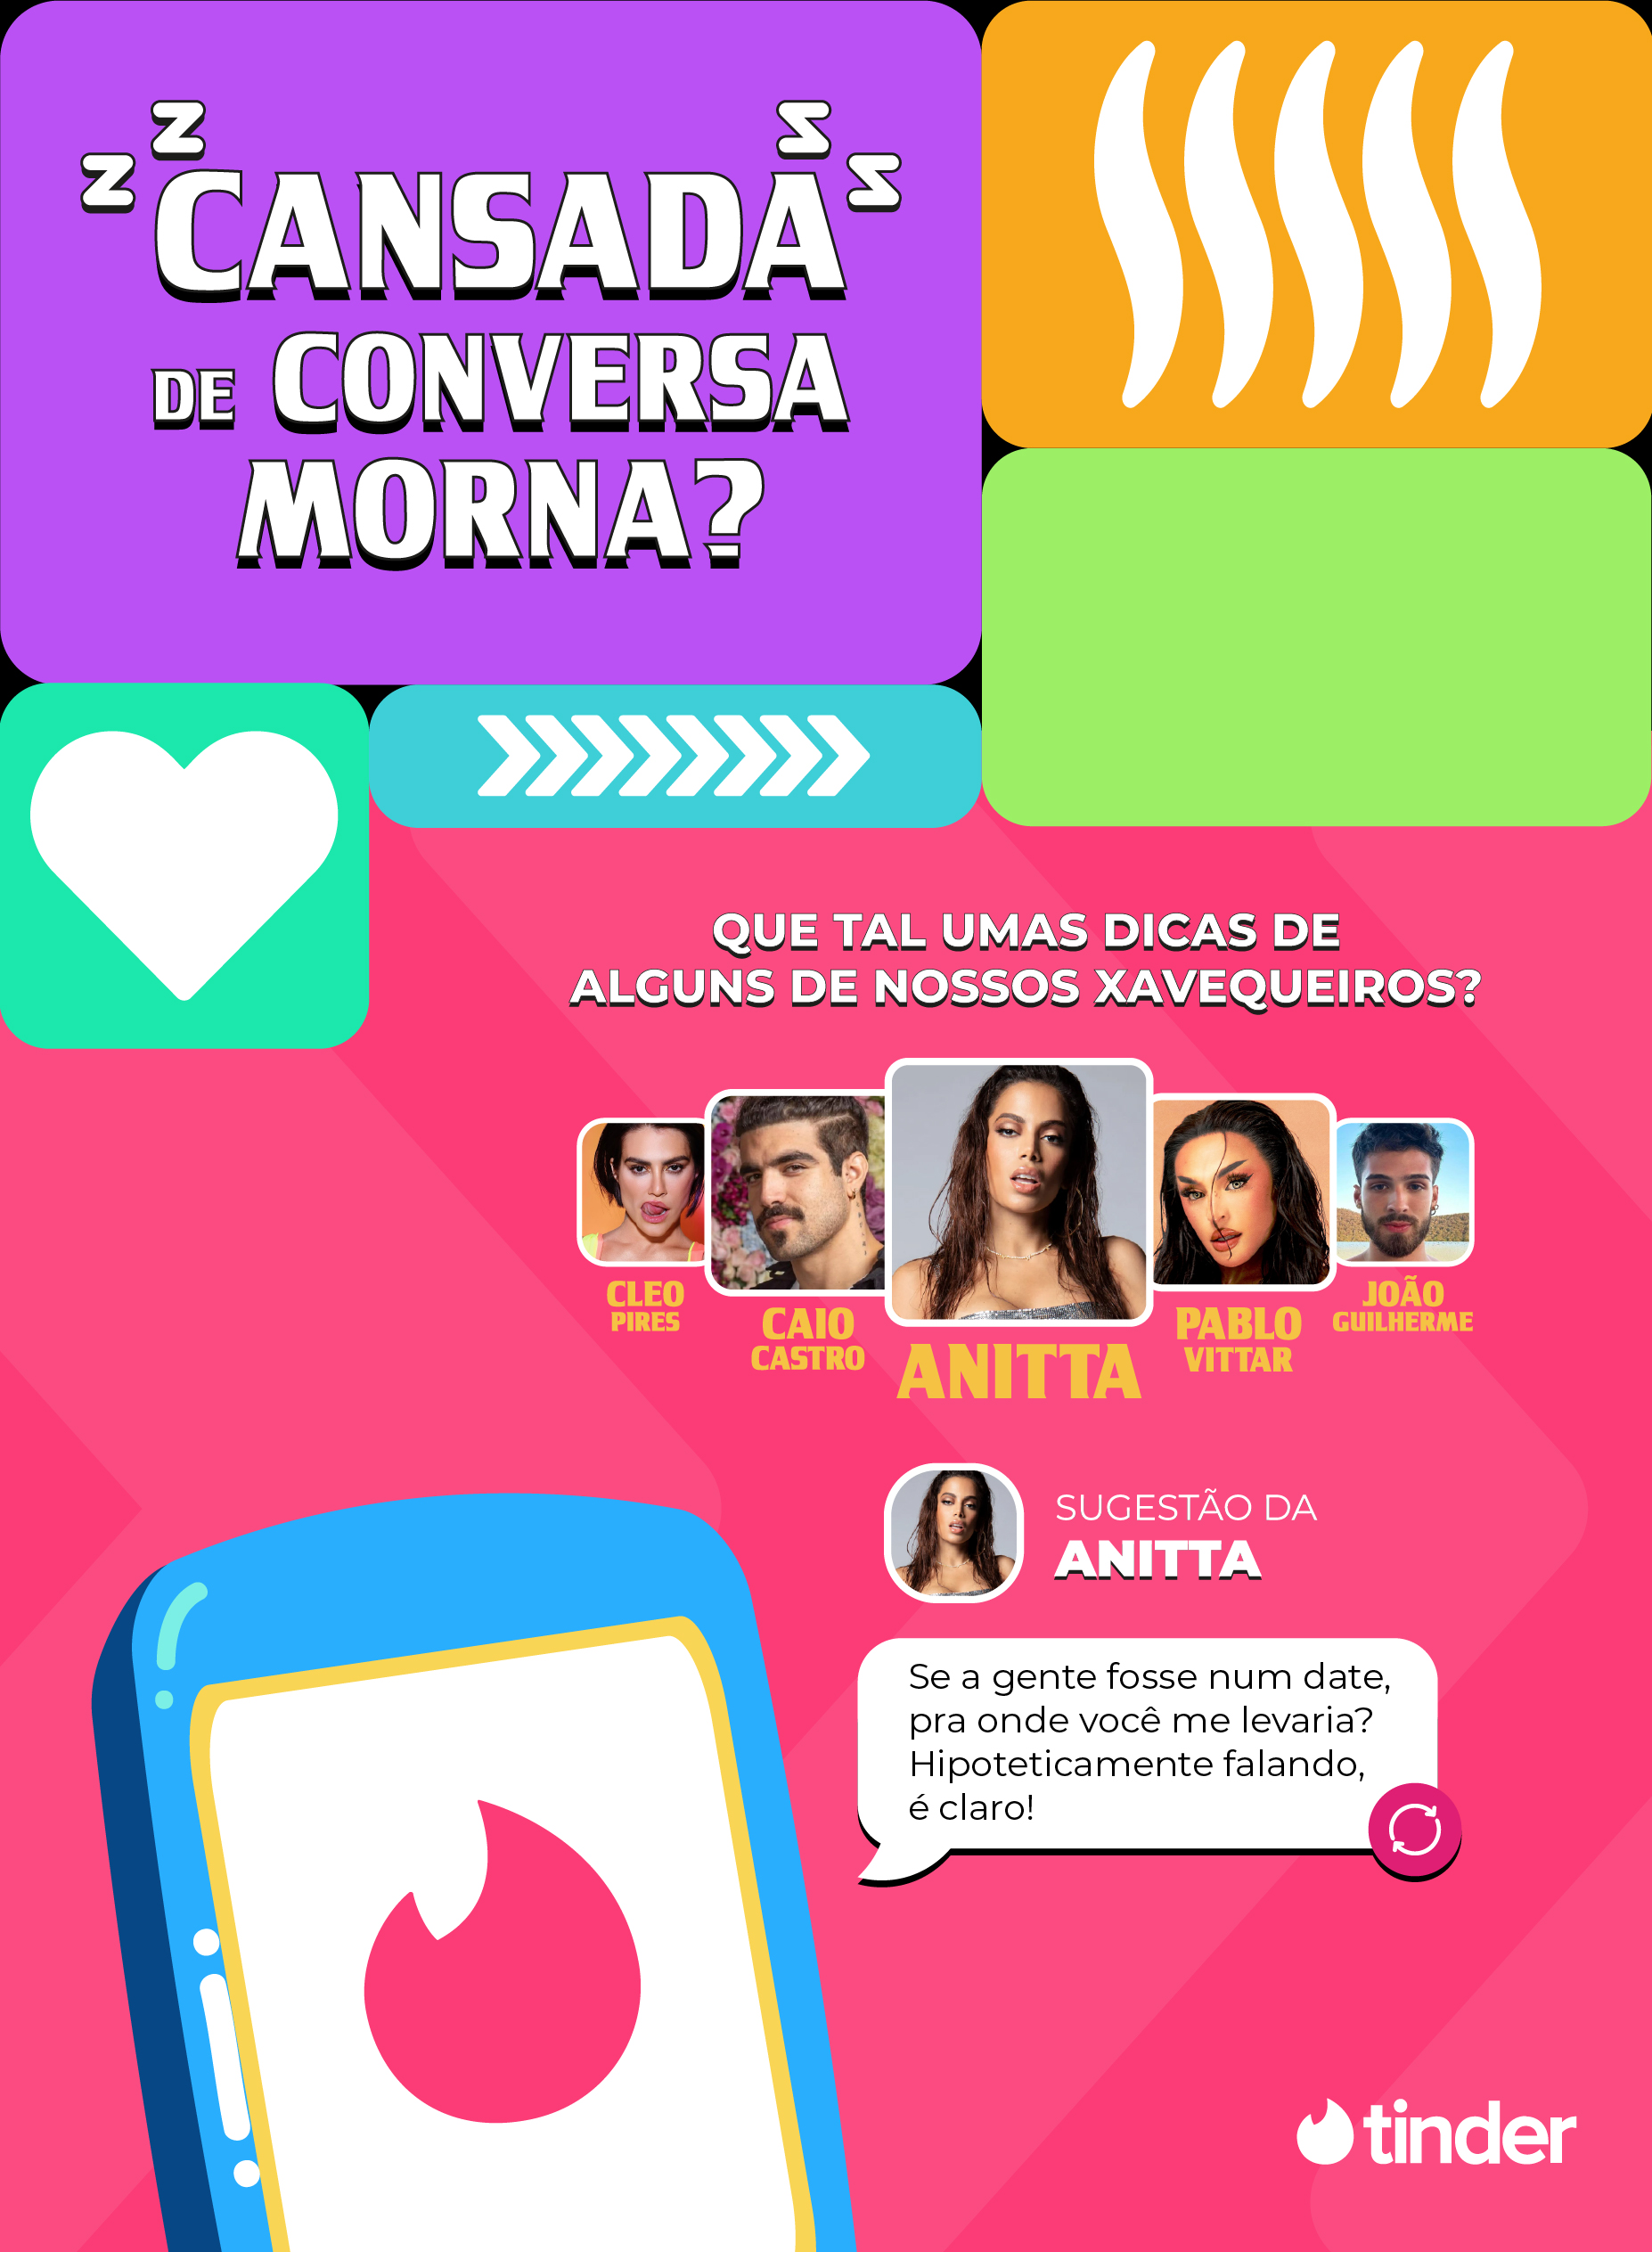 Z
Z
Z
Z
CANSADA
DE CONVERSA
MORNA?
QUE TAL UMAS DICAS DE
ALGUNS DE NOSSOS XAVEQUEIROS?
CLEO
PIRES
CAIO
CASTRO
ANITTA
PABLO
VITTAR
JOÃO
GUILHERME
SUGESTÃO DA
ANITTA
Se a gente fosse num date,
pra onde você me levaria?
Hipoteticamente falando,
é claro!
tinder